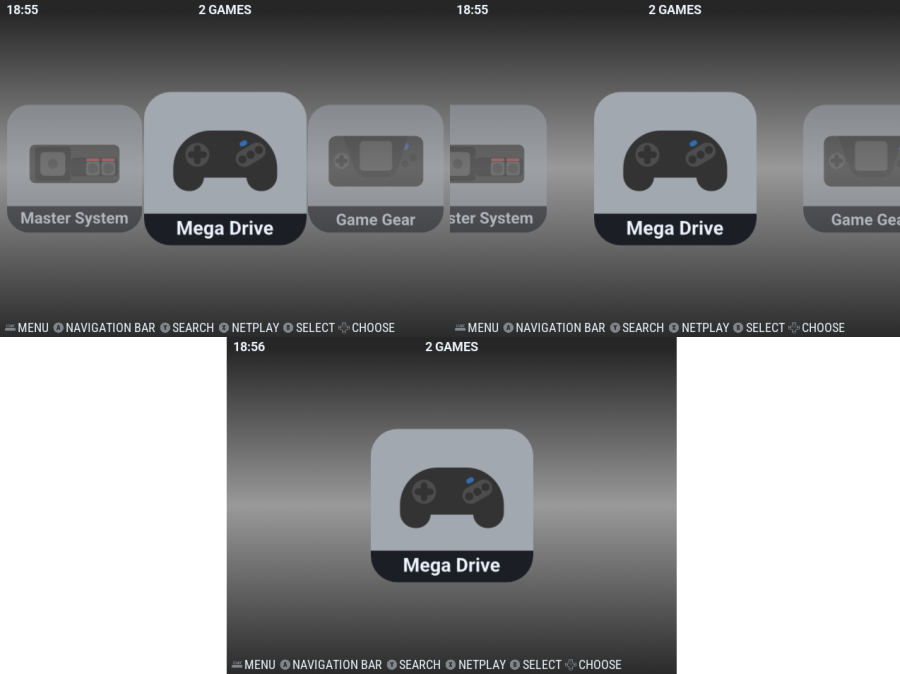 18:55 2 GAMES
Master System Mega Drive Game Gear
MENU NAVIGATION BAR SEARCH NETPLAY SELECT CHOOSE
18:55 2 GAMES
ster System Mega Drive Game Gea
MENU NAVIGATION BAR SEARCH NETPLAY SELECT CHOOSE
18:56 2 GAMES
Mega Drive
MENU NAVIGATION BAR SEARCH NETPLAY SELECT CHOOSE